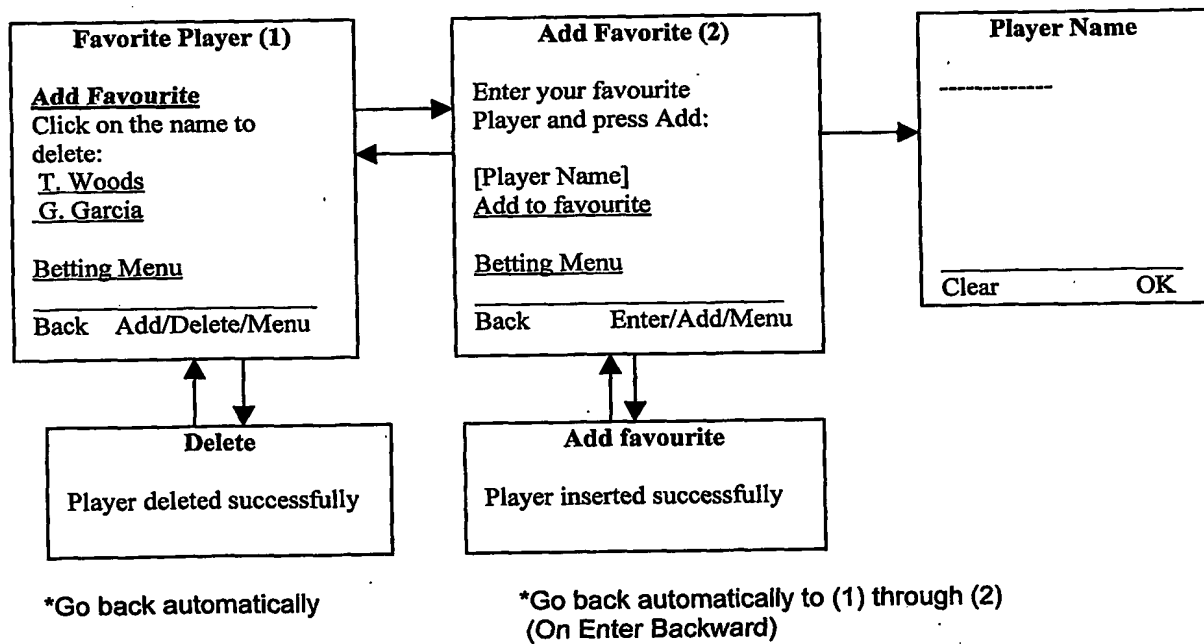 Favorite Player (1)
Add Favourite
Click on the name to
delete:
T. Woods
G. Garcia
Betting Menu
Back Add/Delete/Menu
Add Favorite (2)
Enter your favourite
Player and press Add:
[Player Name]
Add to favourite
Betting Menu
Back Enter/Add/Menu
Player Name
-------------
Clear OK
Delete
Player deleted successfully
*Go back automatically
Add favourite
Player inserted successfully
*Go back automatically to (1) through (2)
(On Enter Backward)